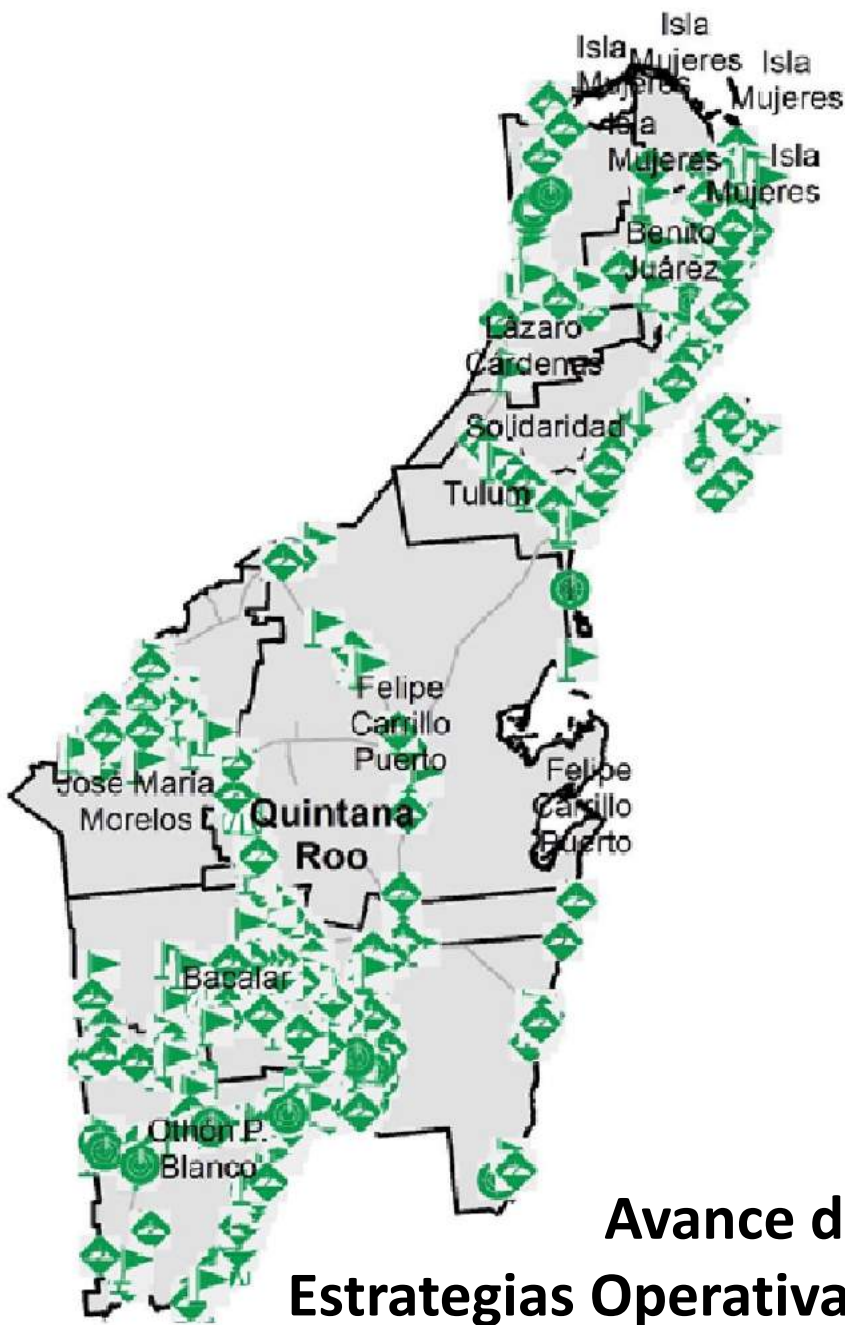 Isla
Mujeres
Isla
Mujeres
Isla
Mujeres
Isla
Mujeres
Isla
Mujeres
Benito
Juárez
Lázaro
Cárdenas
Solidaridad
Tulum
Felipe
Carrillo
Puerto
Felipe
Carrillo
Puerto
José María
Morelos
Quintana
Roo
Bacalar
Othón P.
Blanco
Avance d
Estrategias Operativa